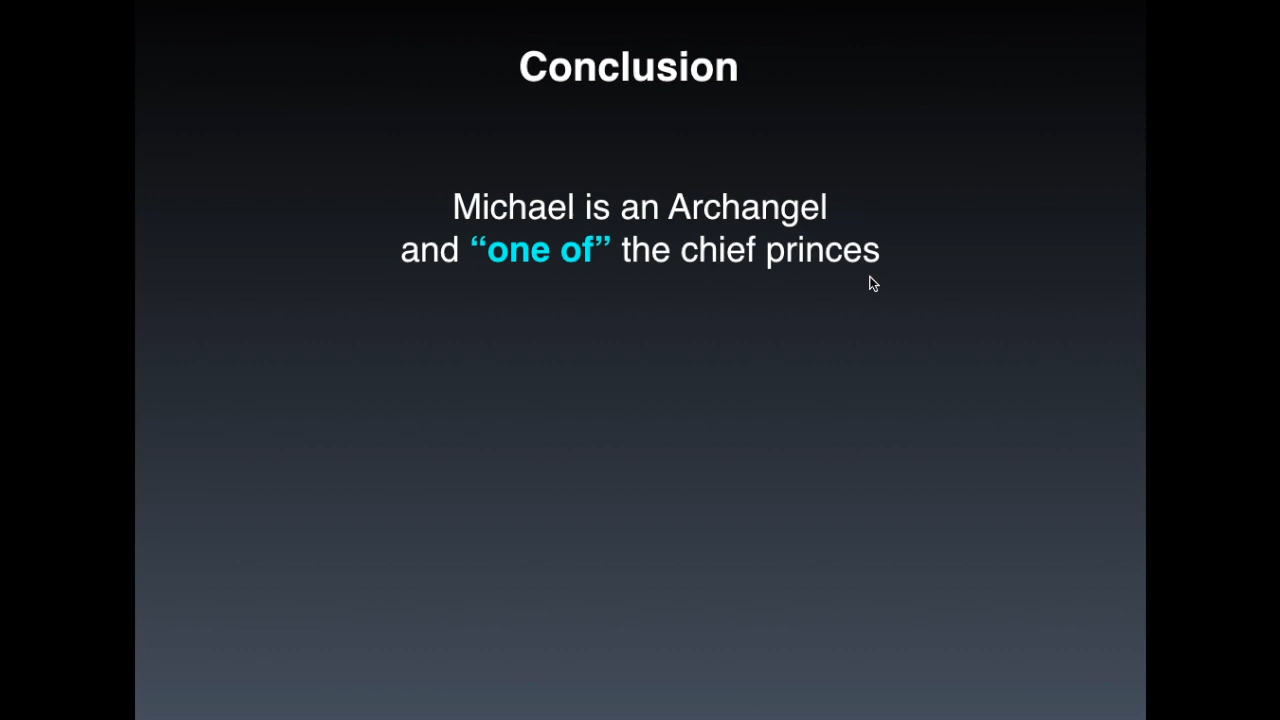 Conclusion
Michael is an Archangel
and “one of” the chief princes